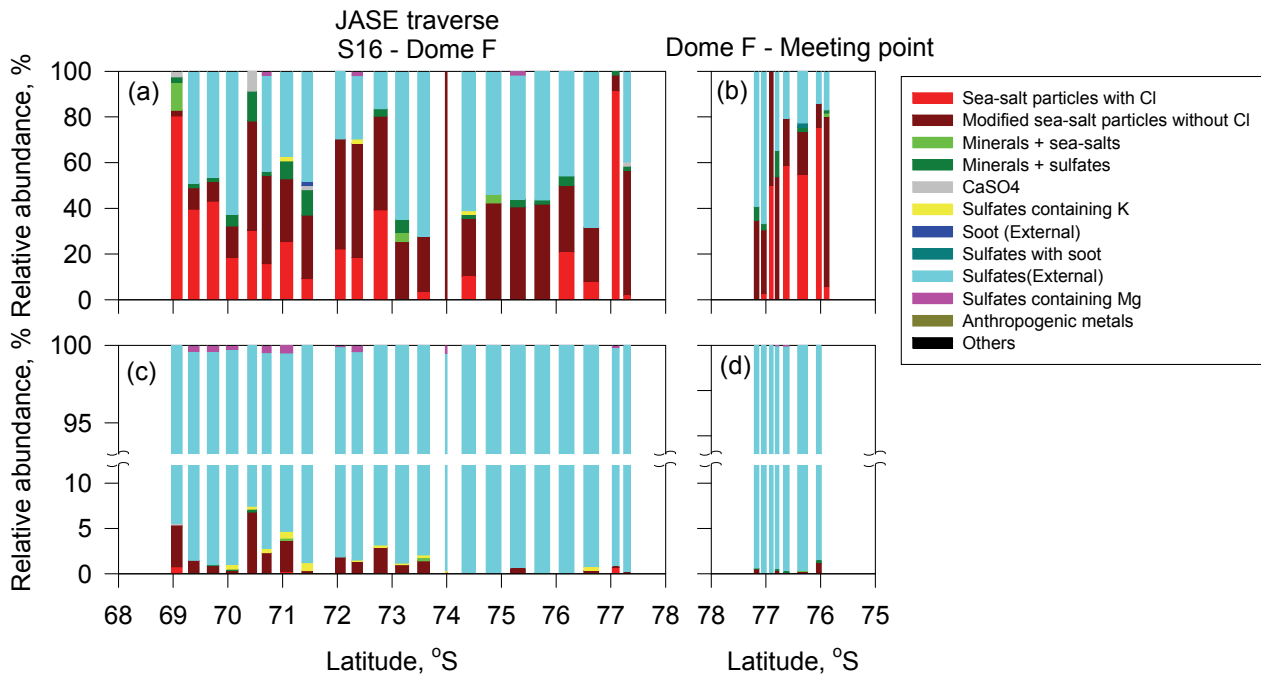 JASE traverse
S16 - Dome F
Dome F - Meeting point
Relative abundance, %
100
80
60
40
20
0
(a)
(b)
Sea-salt particles with Cl
Modified sea-salt particles without Cl
Minerals + sea-salts
Minerals + sulfates
CaSO4
Sulfates containing K
Soot (External)
Sulfates with soot
Sulfates(External)
Sulfates containing Mg
Anthropogenic metals
Others
Relative abundance, %
100
95
10
5
0
(c)
(d)
68 69 70 71 72 73 74 75 76 77 78
78 77 76 75
Latitude, °S
Latitude, °S